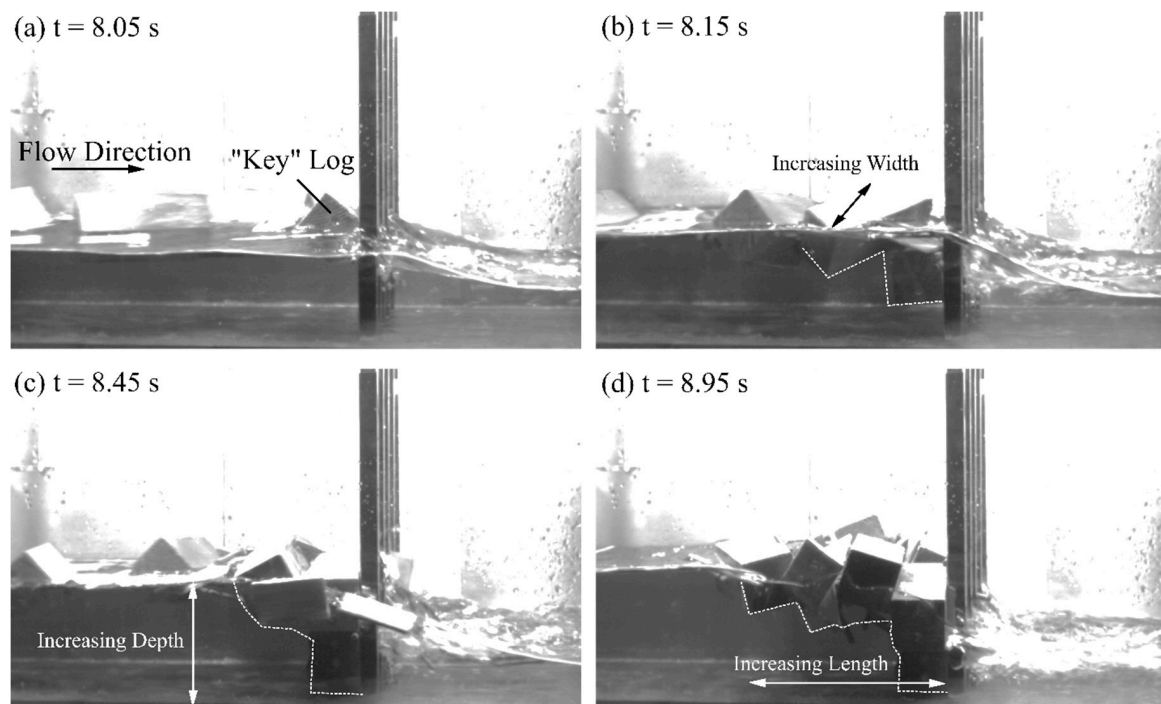 (a) t = 8.05 s
Flow Direction
"Key" Log
(b) t = 8.15 s
Increasing Width
(c) t = 8.45 s
Increasing Depth
(d) t = 8.95 s
Increasing Length